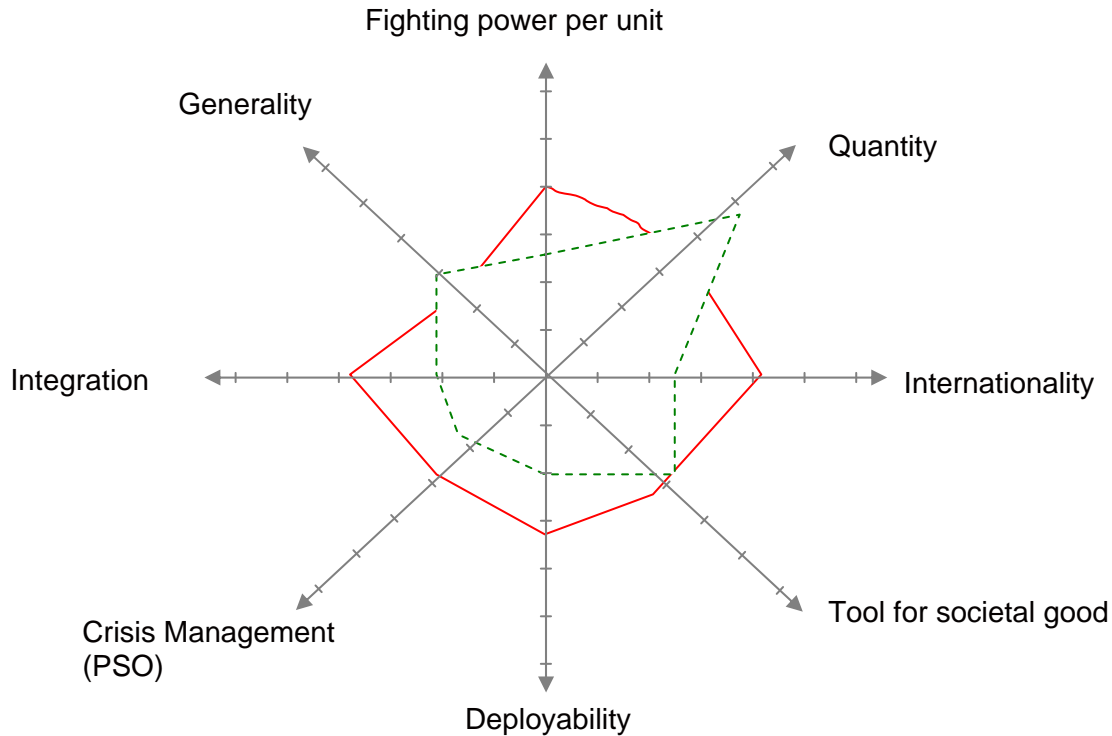 Fighting power per unit
Generality
Quantity
Integration
Internationality
Crisis Management
(PSO)
Tool for societal good
Deployability